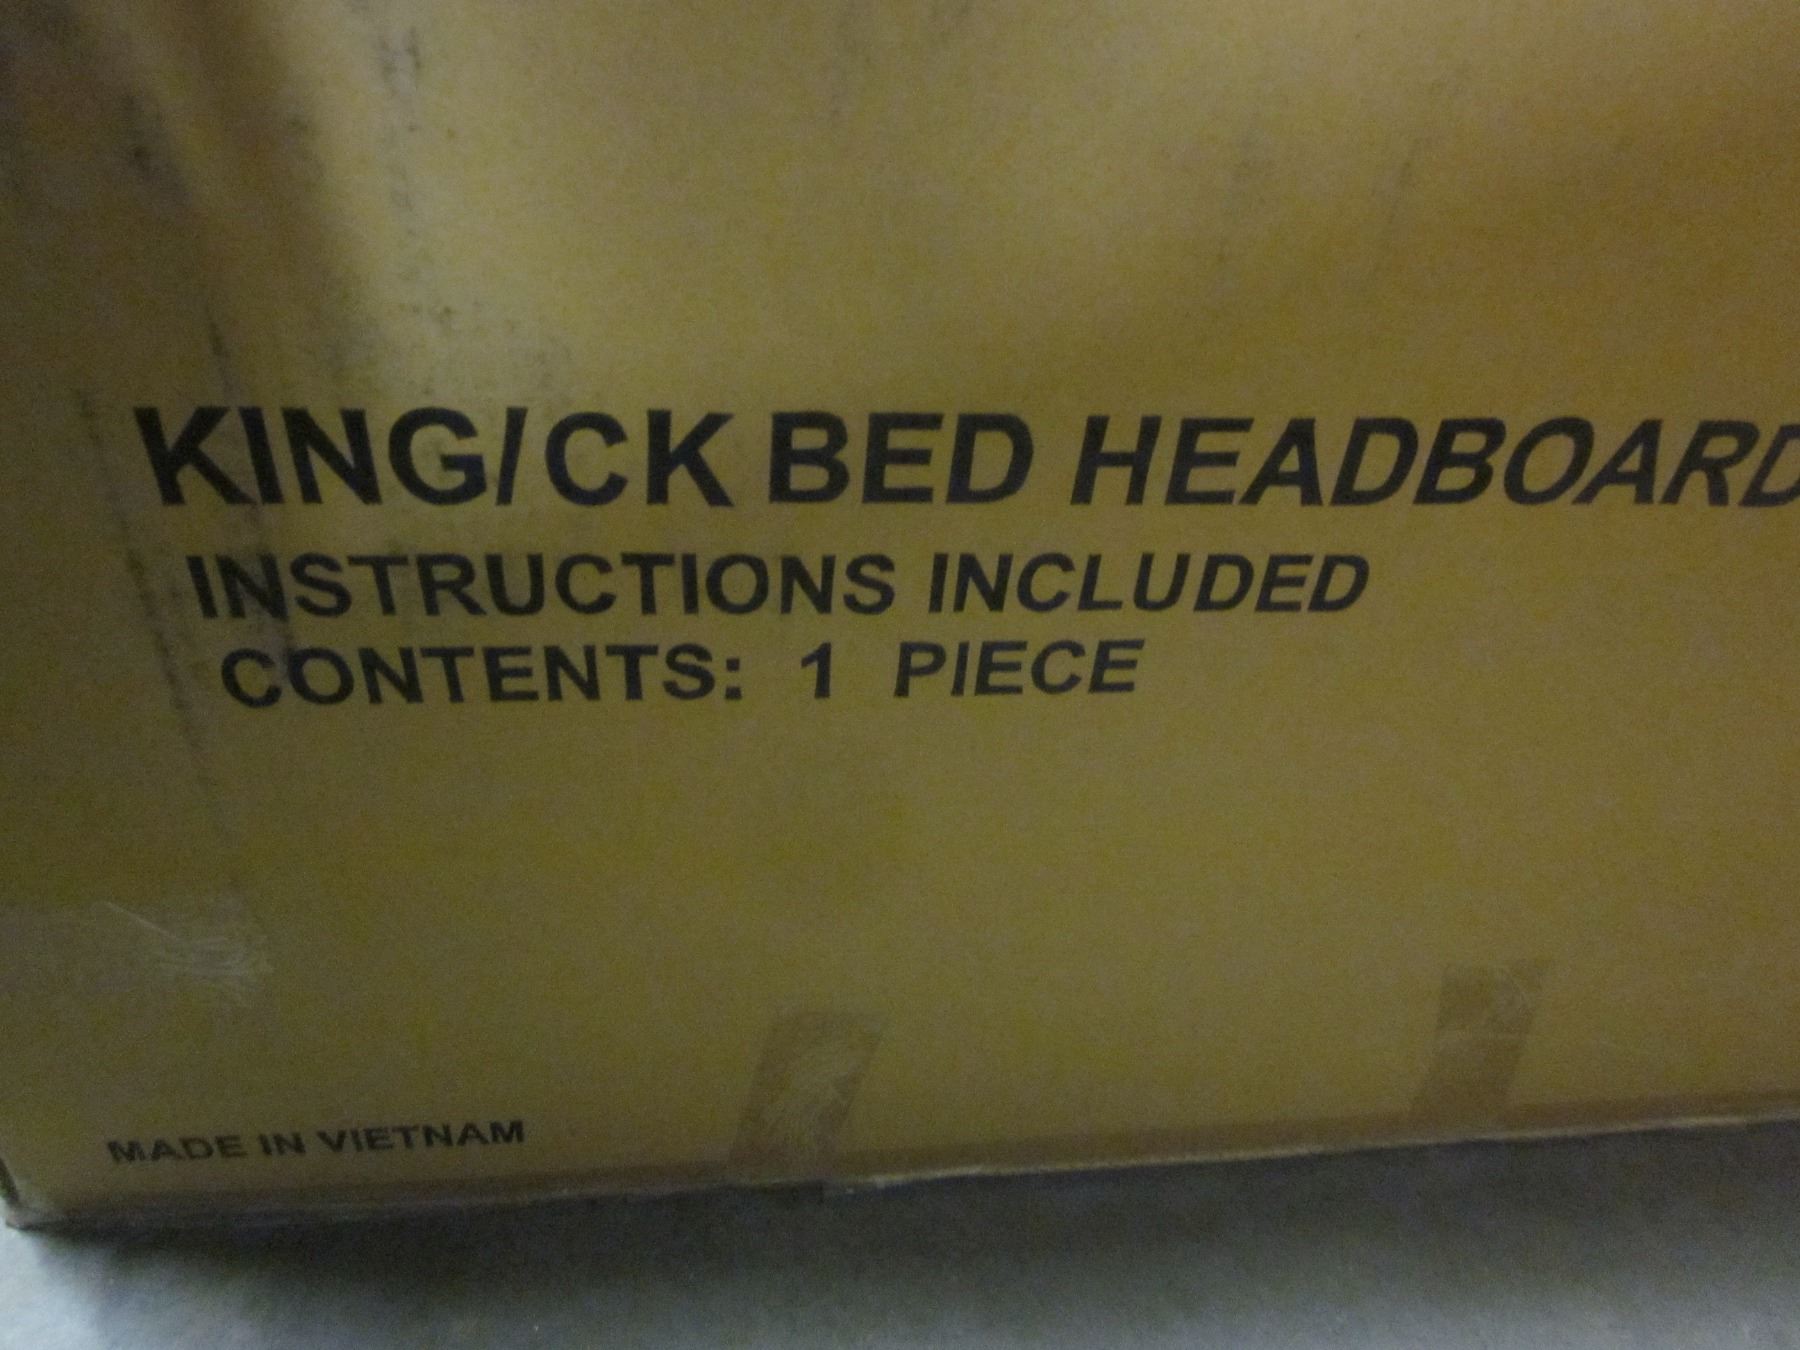 KING/CK BED HEADBOARD
INSTRUCTIONS INCLUDED
CONTENTS: 1 PIECE
MADE IN VIETNAM